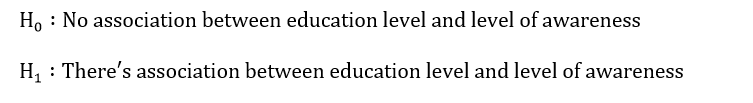 H₀ : No association between education level and level of awareness
H₁ : There's association between education level and level of awareness